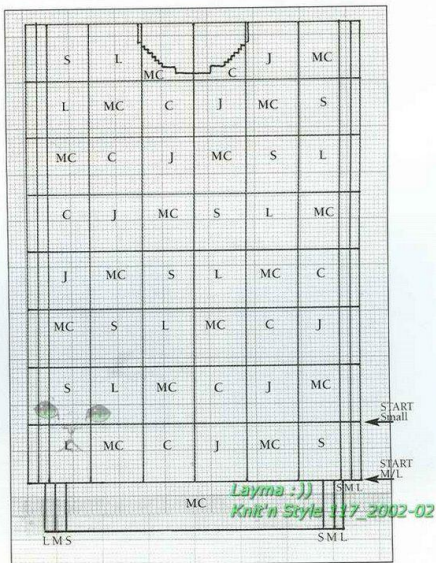 S L J MC
MC C
L MC C J MC S
MC C J MC S L
C J MC S L MC
J MC S L MC C
MC S L MC C J
S L MC C J MC
START
Small
L MC C J MC S
START
M/L
S M L
MC
Layma :))
Knit'n Style 117_2002-02
L M S
S M L